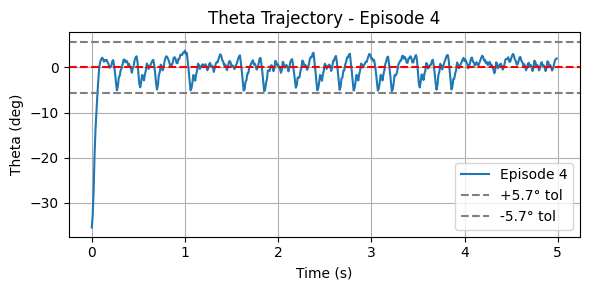 Theta Trajectory - Episode 4
Theta (deg)
0
−10
−20
−30
0
1
2
3
4
5
Time (s)
Episode 4
+5.7° tol
-5.7° tol